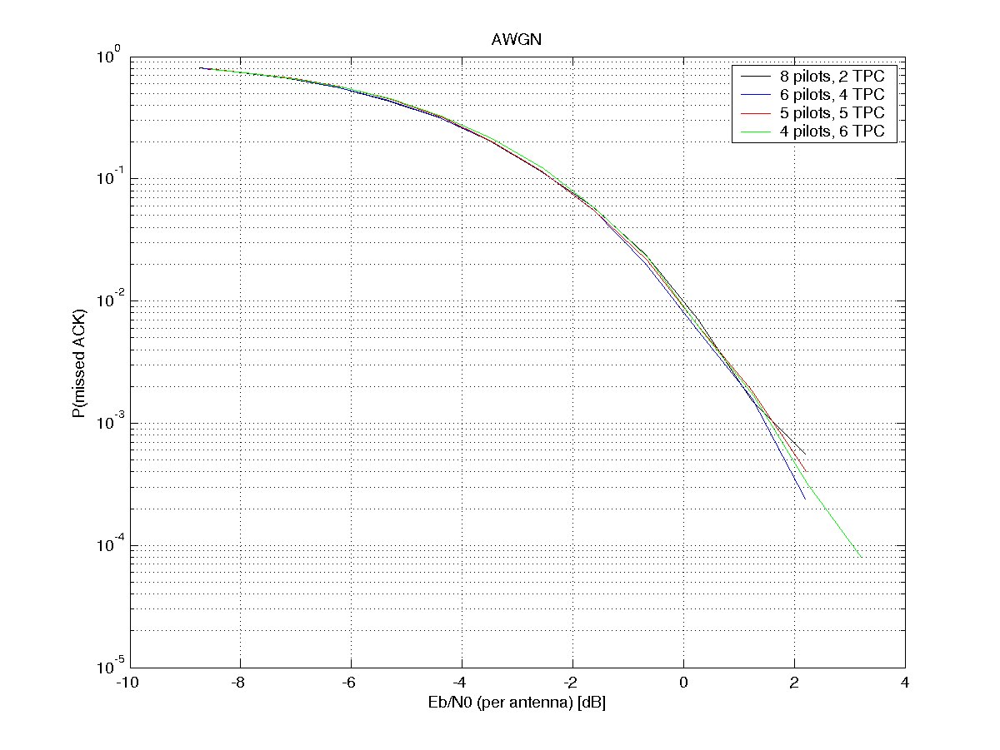 AWGN
10^0
10^-1
10^-2
10^-3
10^-4
10^-5
P(missed ACK)
8 pilots, 2 TPC
6 pilots, 4 TPC
5 pilots, 5 TPC
4 pilots, 6 TPC
-10 -8 -6 -4 -2 0 2 4
Eb/N0 (per antenna) [dB]